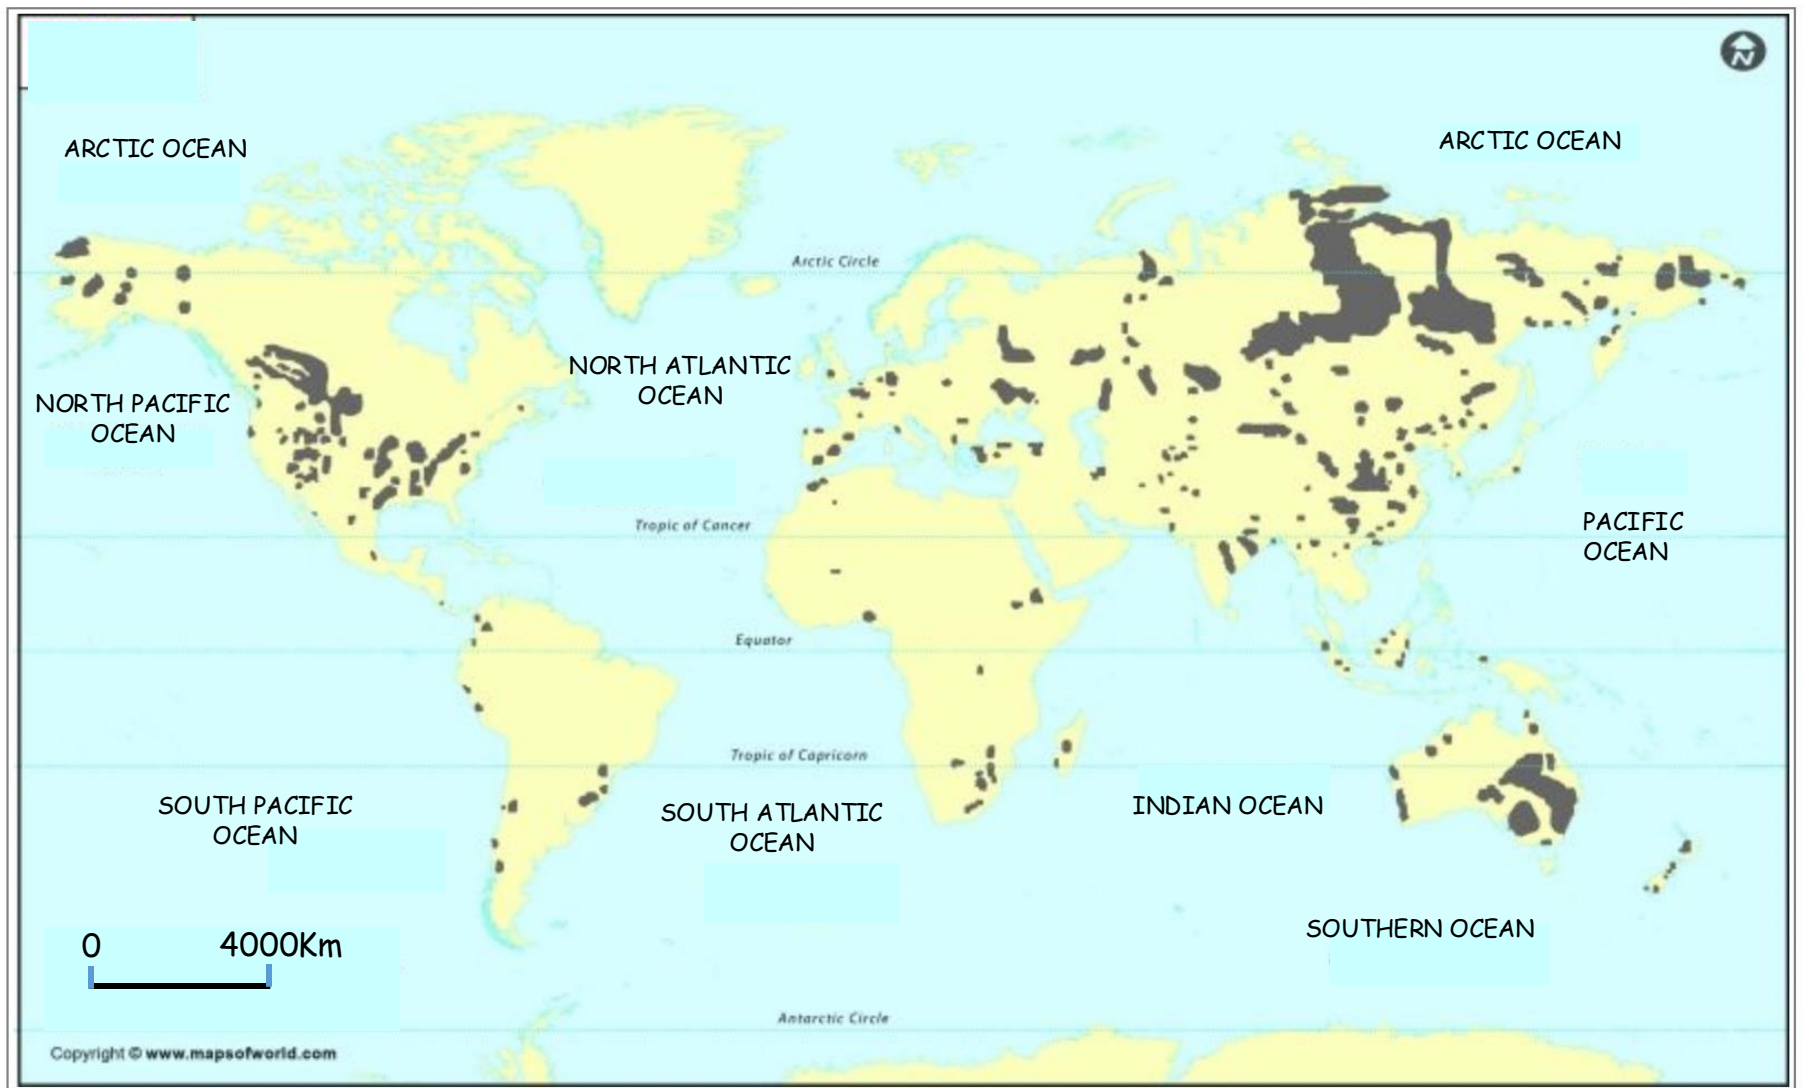 N
ARCTIC OCEAN
ARCTIC OCEAN
Arctic Circle
NORTH ATLANTIC
OCEAN
NORTH PACIFIC
OCEAN
Tropic of Cancer
PACIFIC
OCEAN
Equator
Tropic of Capricorn
SOUTH PACIFIC
OCEAN
SOUTH ATLANTIC
OCEAN
INDIAN OCEAN
SOUTHERN OCEAN
0 4000Km
Antarctic Circle
Copyright © www.mapsofworld.com